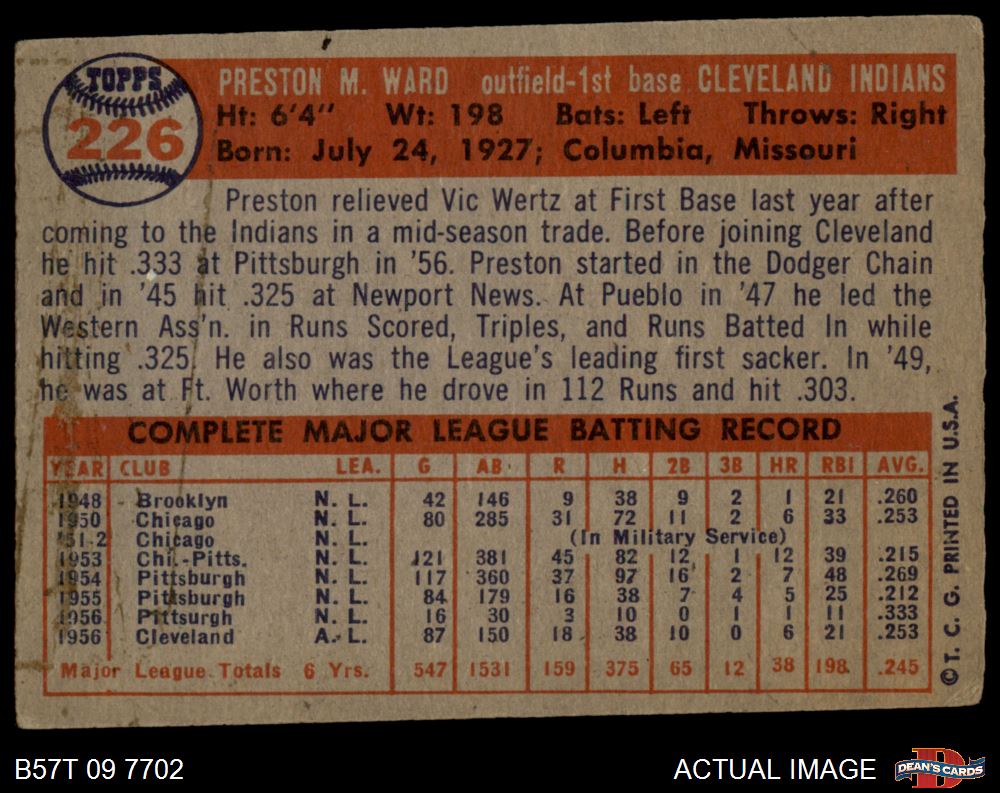 TOPPS
226
PRESTON M. WARD outfield-1st base CLEVELAND INDIANS
Ht: 6'4" Wt: 198 Bats: Left Throws: Right
Born: July 24, 1927; Columbia, Missouri
Preston relieved Vic Wertz at First Base last year after
coming to the Indians in a mid-season trade. Before joining Cleveland
he hit .333 at Pittsburgh in '56. Preston started in the Dodger Chain
and in '45 hit .325 at Newport News. At Pueblo in '47 he led the
Western Ass'n. in Runs Scored, Triples, and Runs Batted In while
hitting .325. He also was the League's leading first sacker. In '49,
he was at Ft. Worth where he drove in 112 Runs and hit .303.
COMPLETE MAJOR LEAGUE BATTING RECORD
YEAR CLUB LEA. G AB R H 2B 3B HR RBI AVG.
1948 Brooklyn N. L. 42 146 9 38 9 2 1 21 .260
1950 Chicago N. L. 80 285 31 72 11 2 6 33 .253
'51-2 Chicago N. L. (In Military Service)
1953 Chi.-Pitts. N. L. 121 381 45 82 12 1 12 39 .215
1954 Pittsburgh N. L. 117 360 37 97 16 2 7 48 .269
1955 Pittsburgh N. L. 84 179 16 38 7 4 5 25 .212
1956 Pittsurgh N. L. 16 30 3 10 0 1 1 11 .333
1956 Cleveland A. L. 87 150 18 38 10 0 6 21 .253
Major League Totals 6 Yrs. 547 1531 159 375 65 12 38 198 .245
© T. C. G. PRINTED IN U.S.A.
B57T 09 7702
ACTUAL IMAGE
D
DEAN'S CARDS